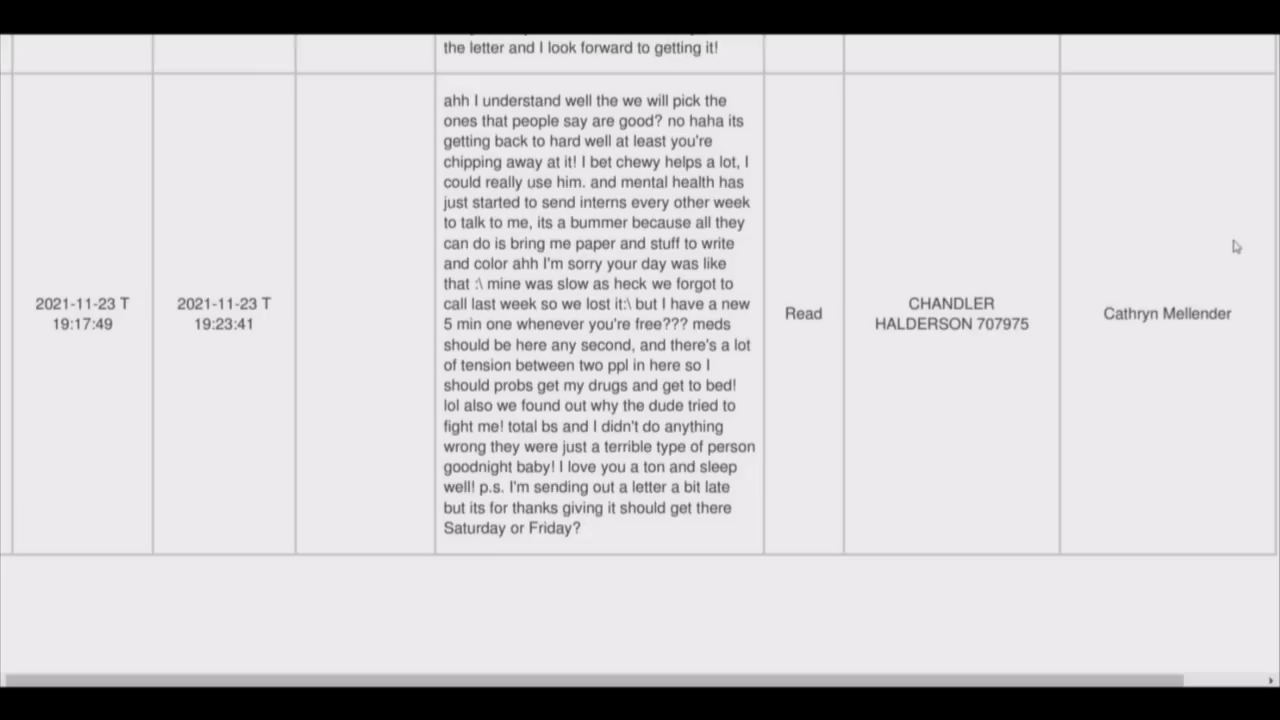 the letter and I look forward to getting it!
2021-11-23 T
19:17:49
2021-11-23 T
19:23:41
ahh I understand well the we will pick the
ones that people say are good? no haha its
getting back to hard well at least you're
chipping away at it! I bet chewy helps a lot, I
could really use him. and mental health has
just started to send interns every other week
to talk to me, its a bummer because all they
can do is bring me paper and stuff to write
and color ahh I'm sorry your day was like
that :\ mine was slow as heck we forgot to
call last week so we lost it:\ but I have a new
5 min one whenever you're free??? meds
should be here any second, and there's a lot
of tension between two ppl in here so I
should probs get my drugs and get to bed!
lol also we found out why the dude tried to
fight me! total bs and I didn't do anything
wrong they were just a terrible type of person
goodnight baby! I love you a ton and sleep
well! p.s. I'm sending out a letter a bit late
but its for thanks giving it should get there
Saturday or Friday?
Read
CHANDLER
HALDERSON 707975
Cathryn Mellender